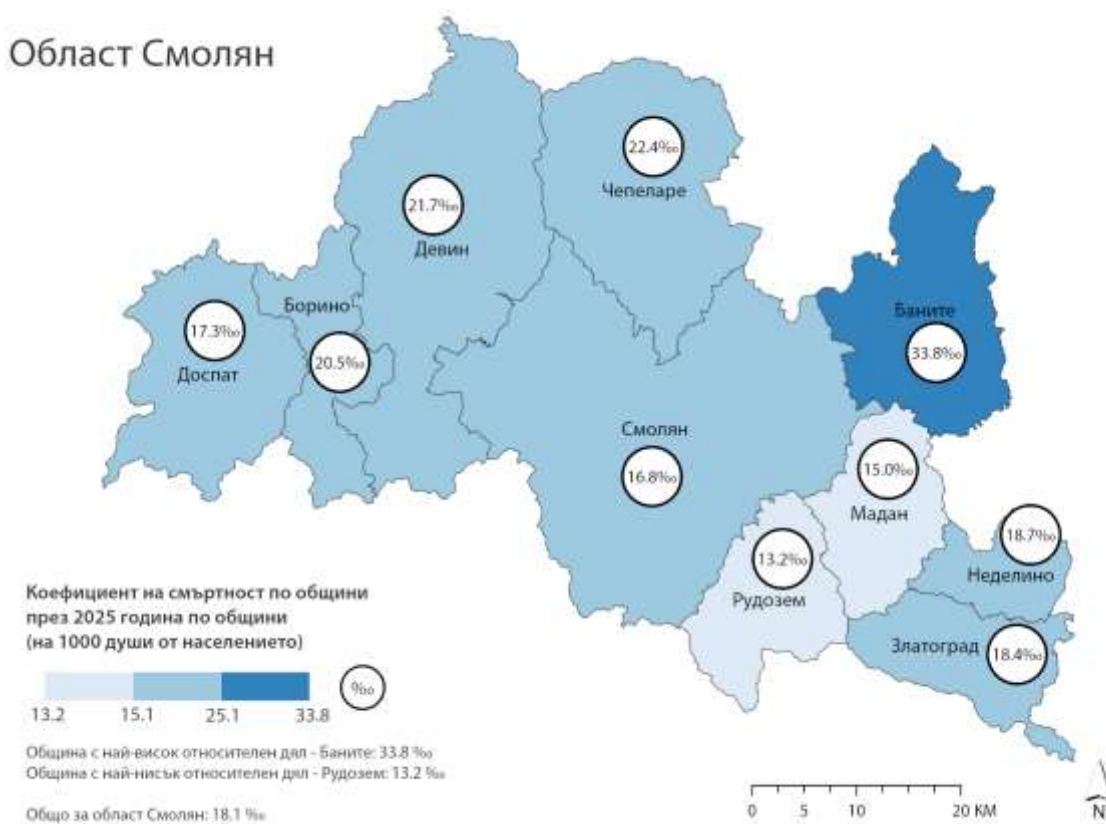 Област Смолян
22.4‰
Чепеларе
21.7‰
Девин
Борино
Баните
17.3‰
33.8‰
20.5‰
Доспат
Смолян
15.0‰
16.8‰
Мадан
18.7‰
13.2‰
Неделино
Рудозем
Златоград
18.4‰
Коефициент на смъртност по общини
през 2025 година по общини
(на 1000 души от населението)
‰
13.2 15.1 25.1 33.8
Община с най-висок относителен дял - Баните: 33.8 ‰
Община с най-нисък относителен дял - Рудозем: 13.2 ‰
Общо за област Смолян: 18.1 ‰
0 5 10 20 КМ
N